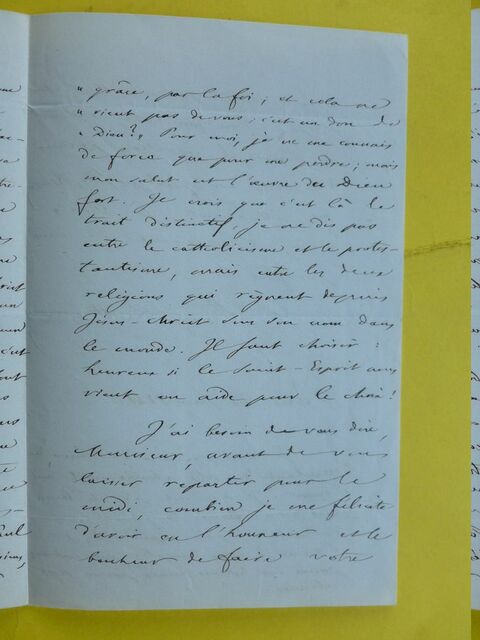 « grâce, par la foi ; et cela ne
« vient pas de vous, c'est un don de
« Dieu ? » Pour moi, je ne me connais
de force que pour me perdre ; mais
mon salut est l'œuvre du Dieu
fort. Je crois que c'est là le
trait distinctif, je ne dis pas
entre le catholicisme et le protes-
tantisme, mais entre les deux
religions qui règnent depuis
Jésus-Christ sous son nom dans
le monde. Il faut choisir :
heureux si le Saint-Esprit nous
vient en aide pour le choix !
J'ai besoin de vous dire,
Monsieur, avant de vous
laisser repartir pour le
midi, combien je me félicite
d'avoir eu l'honneur et le
bonheur de faire votre